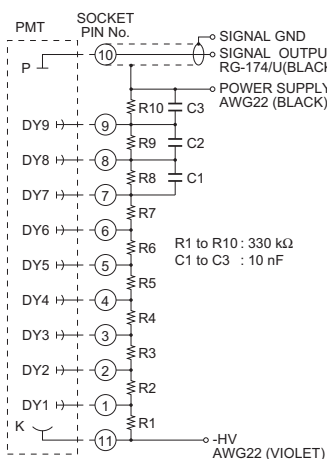 PMT
SOCKET
PIN No.
SIGNAL GND
10
SIGNAL OUTPU
RG-174/U(BLACK
P
POWER SUPPLY
AWG22 (BLACK)
R10 C3
DY9 9
R9 C2
DY8 8
R8 C1
DY7 7
R7
DY6 6
R6
R1 to R10 : 330 kΩ
C1 to C3 : 10 nF
DY5 5
R5
DY4 4
R4
DY3 3
R3
DY2 2
R2
DY1 1
R1
K
11
-HV
AWG22 (VIOLET)